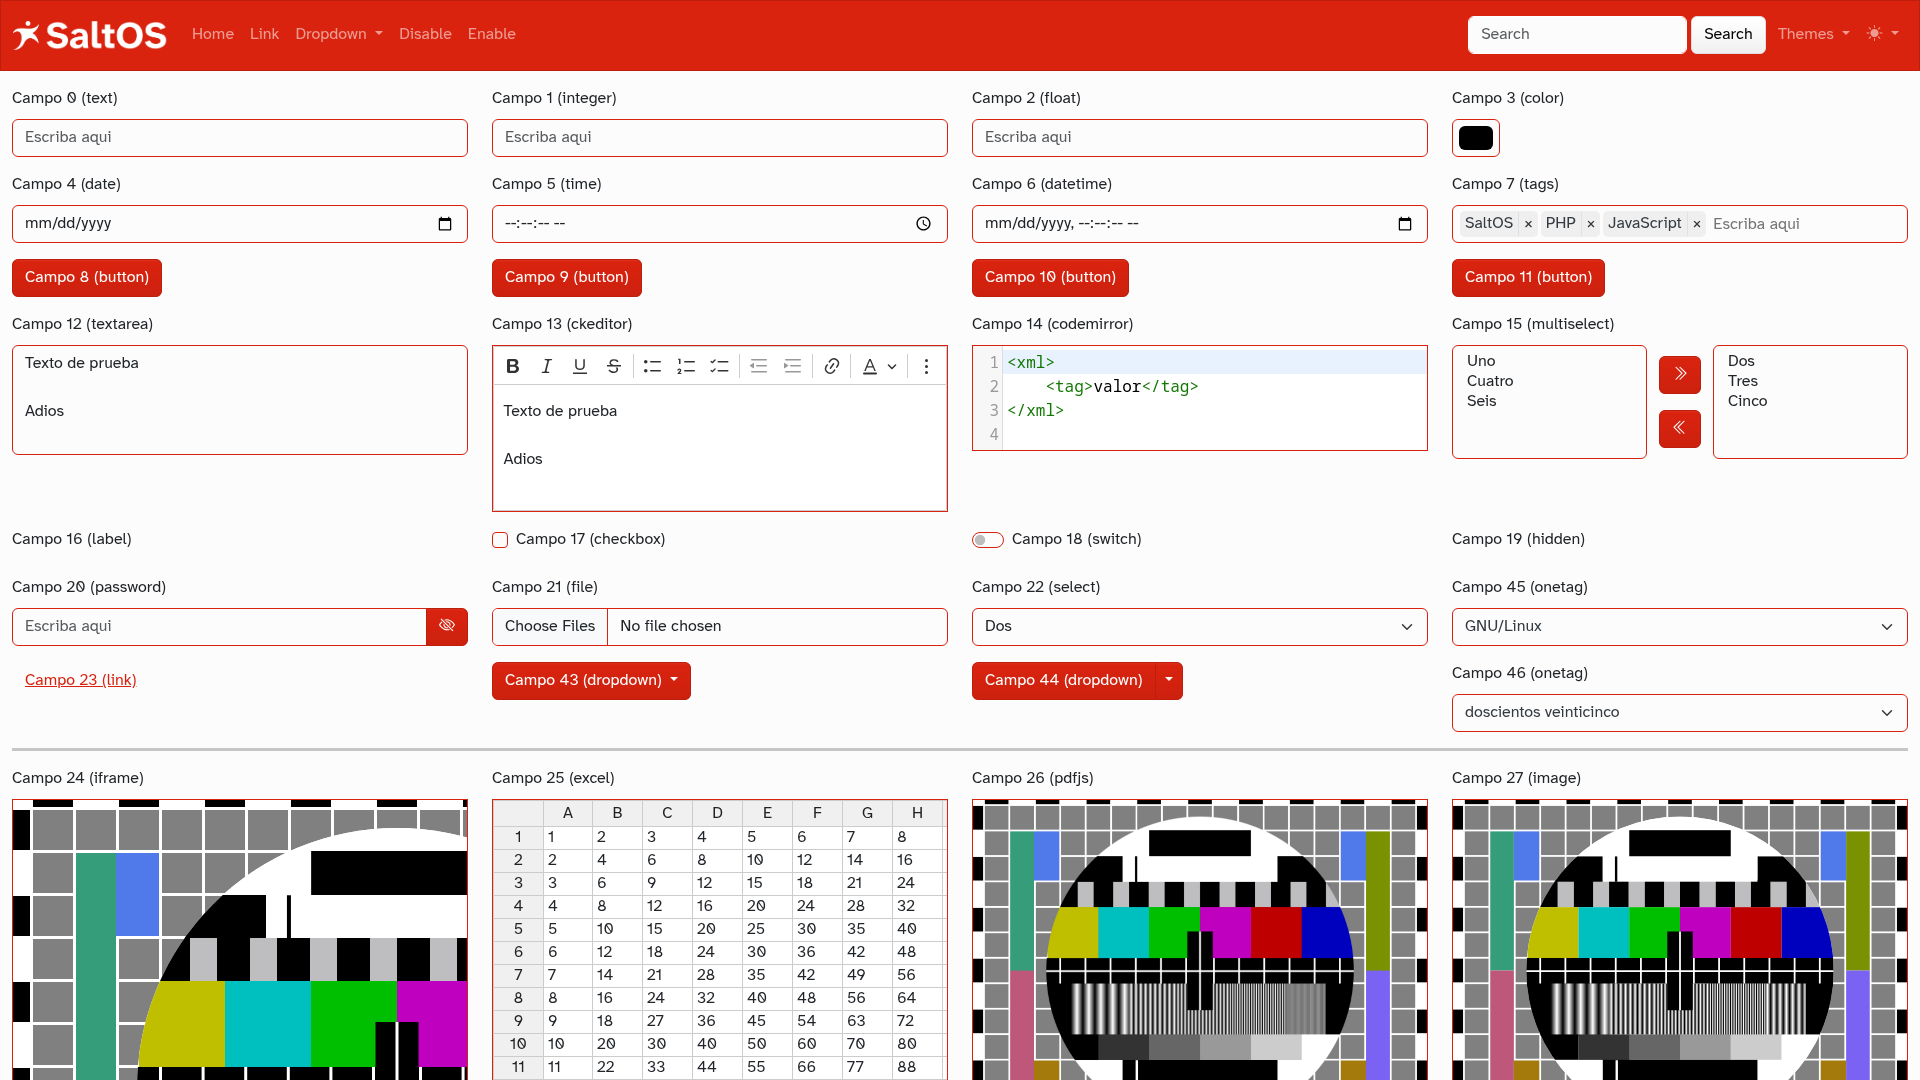 SaltOS Home Link Dropdown Disable Enable Search Search Themes
Campo 0 (text) Campo 1 (integer) Campo 2 (float) Campo 3 (color)
Escriba aqui Escriba aqui Escriba aqui
Campo 4 (date) Campo 5 (time) Campo 6 (datetime) Campo 7 (tags)
mm/dd/yyyy --:--:-- -- mm/dd/yyyy, --:--:-- -- SaltOS × PHP × JavaScript × Escriba aqui
Campo 8 (button) Campo 9 (button) Campo 10 (button) Campo 11 (button)
Campo 12 (textarea) Campo 13 (ckeditor) Campo 14 (codemirror) Campo 15 (multiselect)
Texto de prueba
Adios
B I U S A
Texto de prueba
Adios
1 <xml>
2 <tag>valor</tag>
3 </xml>
4
Uno
Cuatro
Seis
Dos
Tres
Cinco
Campo 16 (label) Campo 17 (checkbox) Campo 18 (switch) Campo 19 (hidden)
Campo 20 (password) Campo 21 (file) Campo 22 (select) Campo 45 (onetag)
Escriba aqui Choose Files No file chosen Dos GNU/Linux
Campo 23 (link) Campo 43 (dropdown) Campo 44 (dropdown) Campo 46 (onetag)
doscientos veinticinco
Campo 24 (iframe) Campo 25 (excel) Campo 26 (pdfjs) Campo 27 (image)
A B C D E F G H
1 1 2 3 4 5 6 7 8
2 2 4 6 8 10 12 14 16
3 3 6 9 12 15 18 21 24
4 4 8 12 16 20 24 28 32
5 5 10 15 20 25 30 35 40
6 6 12 18 24 30 36 42 48
7 7 14 21 28 35 42 49 56
8 8 16 24 32 40 48 56 64
9 9 18 27 36 45 54 63 72
10 10 20 30 40 50 60 70 80
11 11 22 33 44 55 66 77 88